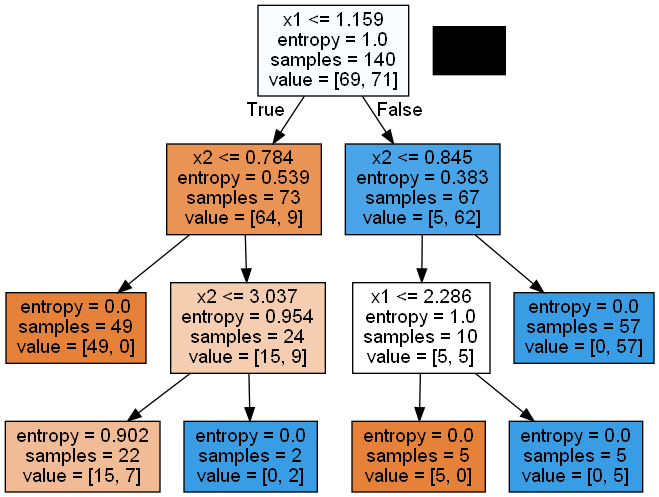 x1 <= 1.159
entropy = 1.0
samples = 140
value = [69, 71]
True
False
x2 <= 0.784
entropy = 0.539
samples = 73
value = [64, 9]
x2 <= 0.845
entropy = 0.383
samples = 67
value = [5, 62]
entropy = 0.0
samples = 49
value = [49, 0]
x2 <= 3.037
entropy = 0.954
samples = 24
value = [15, 9]
x1 <= 2.286
entropy = 1.0
samples = 10
value = [5, 5]
entropy = 0.0
samples = 57
value = [0, 57]
entropy = 0.902
samples = 22
value = [15, 7]
entropy = 0.0
samples = 2
value = [0, 2]
entropy = 0.0
samples = 5
value = [5, 0]
entropy = 0.0
samples = 5
value = [0, 5]